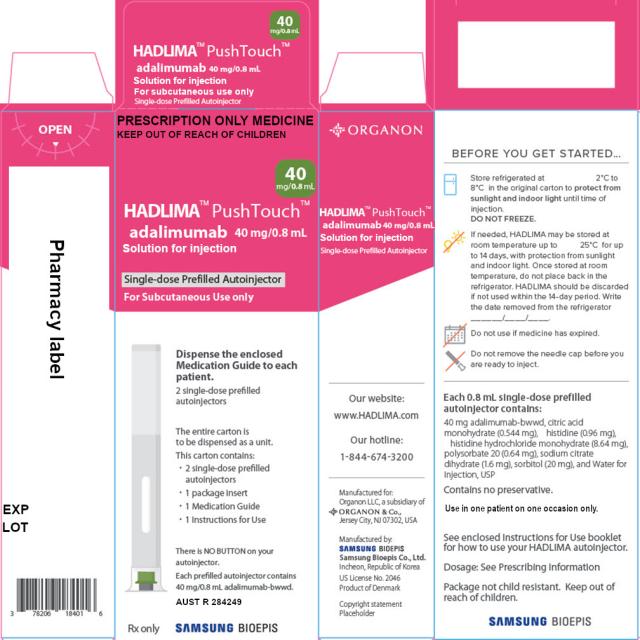 40
mg/0.8 mL
HADLIMA™ PushTouch™
adalimumab 40 mg/0.8 mL
Solution for injection
For subcutaneous use only
Single-dose Prefilled Autoinjector
OPEN
Pharmacy label
EXP
LOT
3 78206 18401 6
PRESCRIPTION ONLY MEDICINE
KEEP OUT OF REACH OF CHILDREN
40
mg/0.8 mL
HADLIMA™ PushTouch™
adalimumab 40 mg/0.8 mL
Solution for injection
Single-dose Prefilled Autoinjector
For Subcutaneous Use only
Dispense the enclosed
Medication Guide to each
patient.
2 single-dose prefilled
autoinjectors
The entire carton is
to be dispensed as a unit.
This carton contains:
• 2 single-dose prefilled
autoinjectors
• 1 package insert
• 1 Medication Guide
• 1 Instructions for Use
There is NO BUTTON on your
autoinjector.
Each prefilled autoinjector contains
40 mg/0.8 mL adalimumab-bwwd.
AUST R 284249
Rx only SAMSUNG BIOEPIS
ORGANON
HADLIMA™ PushTouch™
adalimumab 40 mg/0.8 mL
Solution for injection
Single-dose Prefilled Autoinjector
Our website:
www.HADLIMA.com
Our hotline:
1-844-674-3200
Manufactured for:
Organon LLC, a subsidiary of
ORGANON & Co.,
Jersey City, NJ 07302, USA
Manufactured by:
SAMSUNG BIOEPIS
Samsung Bioepis Co., Ltd.
Incheon, Republic of Korea
US License No. 2046
Product of Denmark
Copyright statement
Placeholder
BEFORE YOU GET STARTED...
Store refrigerated at 2°C to
8°C in the original carton to protect from
sunlight and indoor light until time of
injection.
DO NOT FREEZE.
If needed, HADLIMA may be stored at
room temperature up to 25°C for up
to 14 days, with protection from sunlight
and indoor light. Once stored at room
temperature, do not place back in the
refrigerator. HADLIMA should be discarded
if not used within the 14-day period. Write
the date removed from the refrigerator
______/____/____.
Do not use if medicine has expired.
Do not remove the needle cap before you
are ready to inject.
Each 0.8 mL single-dose prefilled
autoinjector contains:
40 mg adalimumab-bwwd, citric acid
monohydrate (0.544 mg), histidine (0.96 mg),
histidine hydrochloride monohydrate (8.64 mg),
polysorbate 20 (0.64 mg), sodium citrate
dihydrate (1.6 mg), sorbitol (20 mg), and Water for
Injection, USP
Contains no preservative.
Use in one patient on one occasion only.
See enclosed Instructions for Use booklet
for how to use your HADLIMA autoinjector.
Dosage: See Prescribing Information
Package not child resistant. Keep out of
reach of children.
SAMSUNG BIOEPIS